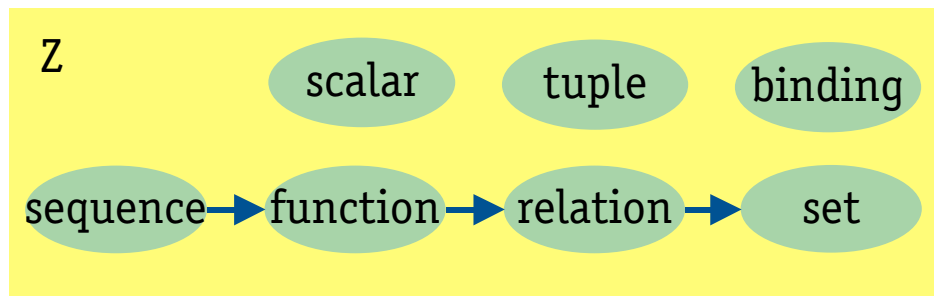 Z
scalar tuple binding
sequence function relation set